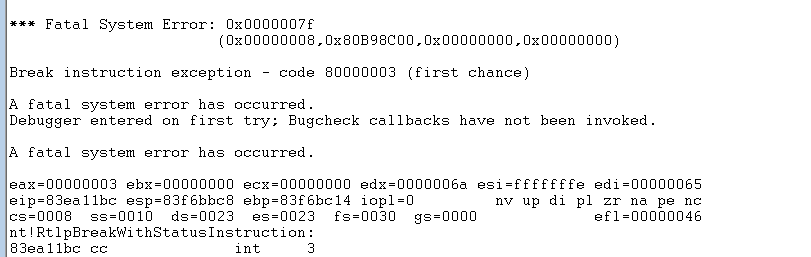 *** Fatal System Error: 0x0000007f
(0x00000008,0x80B98C00,0x00000000,0x00000000)
Break instruction exception - code 80000003 (first chance)
A fatal system error has occurred.
Debugger entered on first try; Bugcheck callbacks have not been invoked.
A fatal system error has occurred.
eax=00000003 ebx=00000000 ecx=00000000 edx=0000006a esi=fffffffe edi=00000065
eip=83ea11bc esp=83f6bbc8 ebp=83f6bc14 iopl=0 nv up di pl zr na pe nc
cs=0008 ss=0010 ds=0023 es=0023 fs=0030 gs=0000 efl=00000046
nt!RtlpBreakWithStatusInstruction:
83ea11bc cc int 3